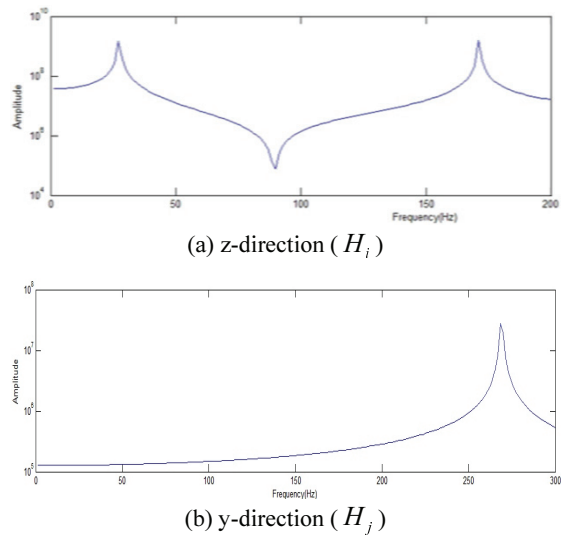 10^10
10^8
10^6
10^4
Amplitude
0 50 100 150 200
Frequency(Hz)
(a) z-direction ( H_i )
10^8
10^7
10^6
10^5
Amplitude
0 50 100 150 200 250 300
Frequency(Hz)
(b) y-direction ( H_j )